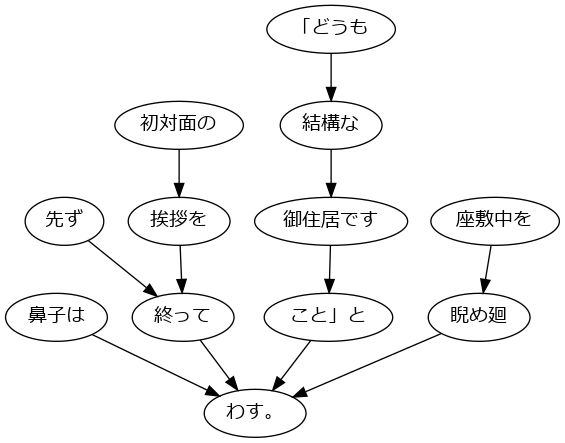 「どうも
初対面の
結構な
先ず
挨拶を
御住居です
座敷中を
鼻子は
終って
こと」と
睨め廻
わす。